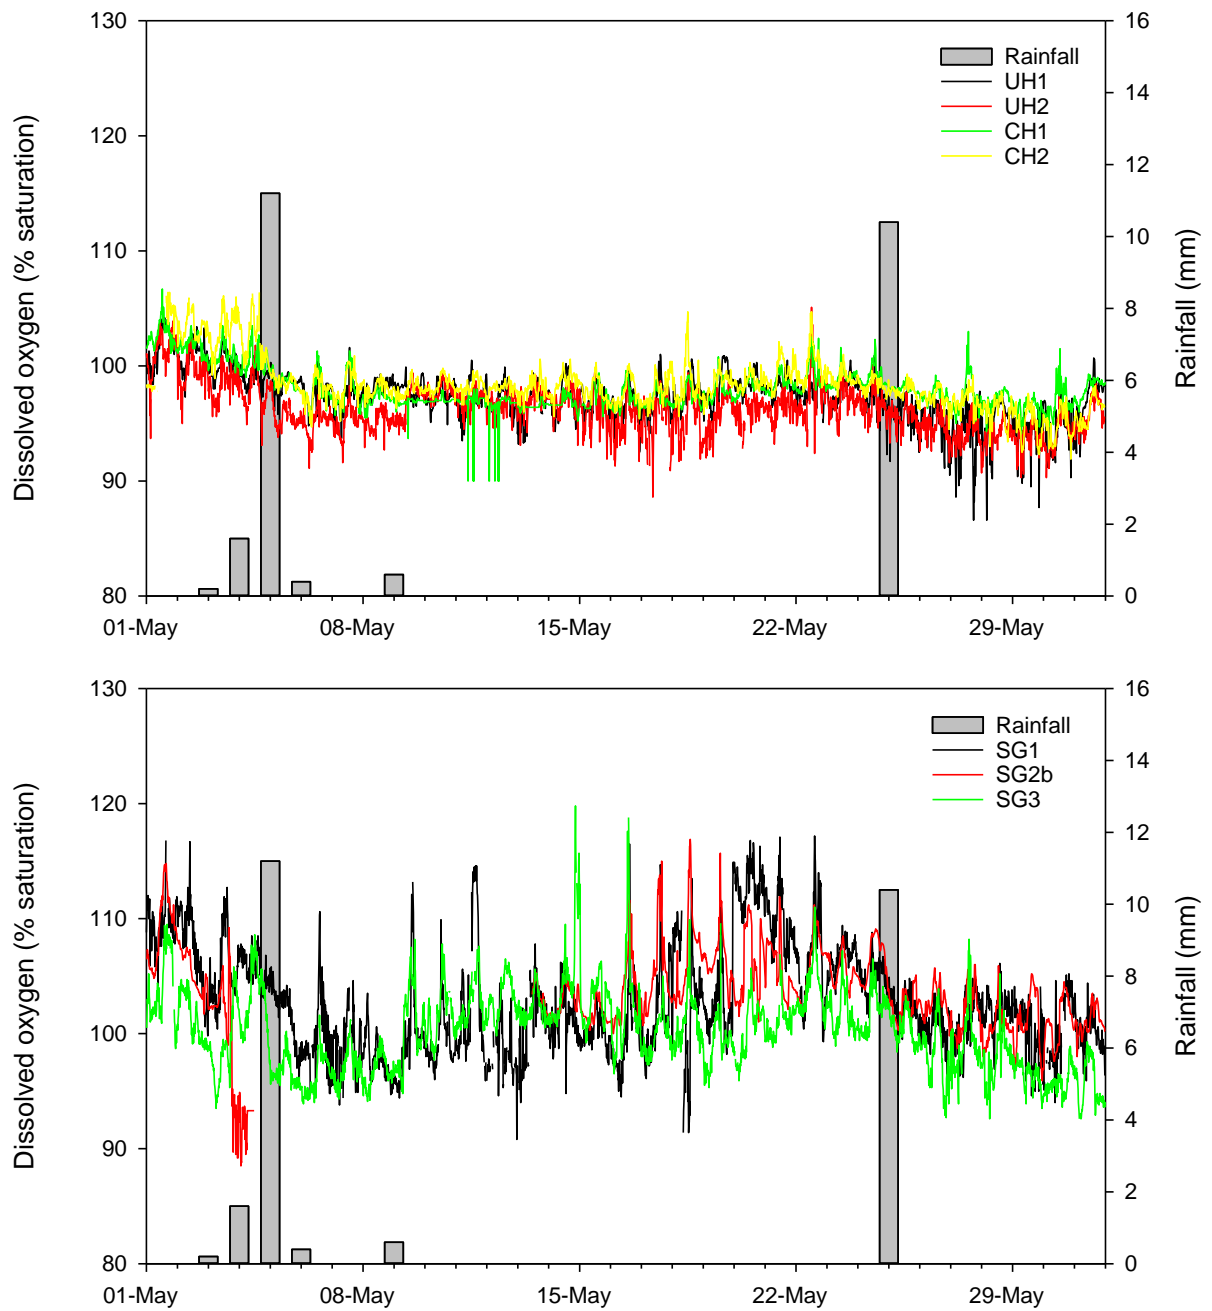 130
120
110
100
90
80
Dissolved oxygen (% saturation)
16
14
12
10
8
6
4
2
0
Rainfall (mm)
Rainfall
UH1
UH2
CH1
CH2
01-May
08-May
15-May
22-May
29-May
130
120
110
100
90
80
Dissolved oxygen (% saturation)
16
14
12
10
8
6
4
2
0
Rainfall (mm)
Rainfall
SG1
SG2b
SG3
01-May
08-May
15-May
22-May
29-May